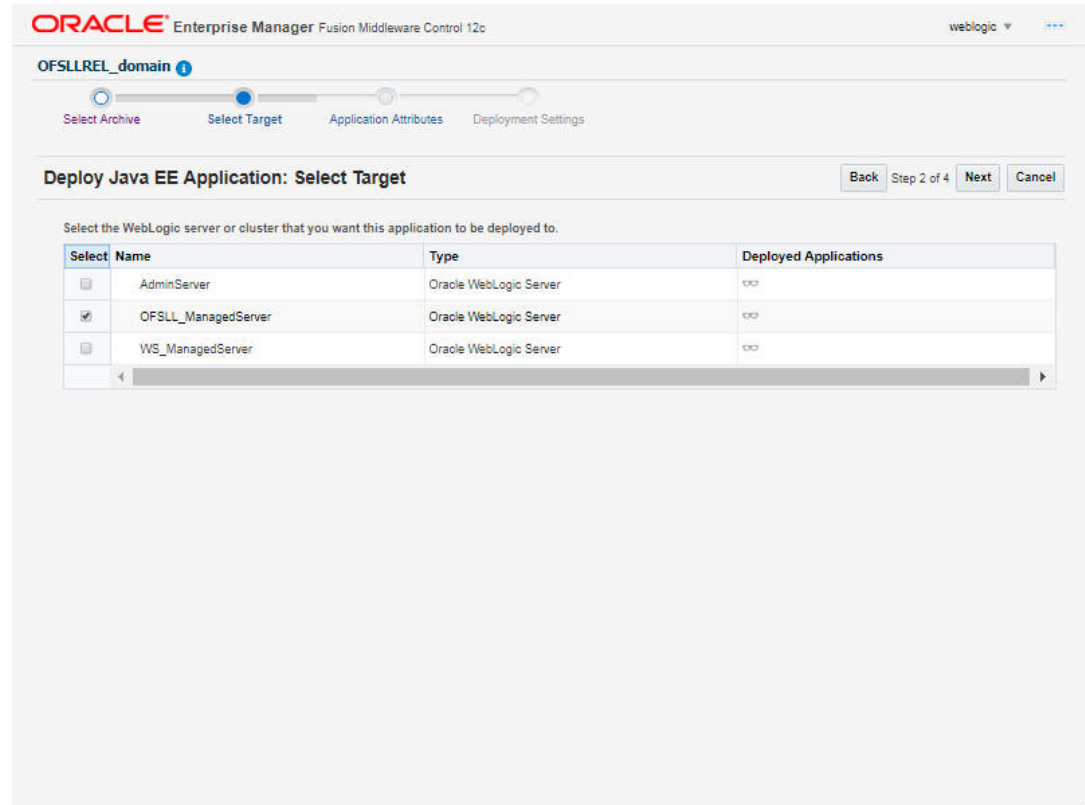 ORACLE Enterprise Manager Fusion Middleware Control 12c weblogic
OFSLLREL_domain
Select Archive Select Target Application Attributes Deployment Settings
Deploy Java EE Application: Select Target Back Step 2 of 4 Next Cancel
Select the WebLogic server or cluster that you want this application to be deployed to.
Select Name Type Deployed Applications
AdminServer Oracle WebLogic Server
OFSLL_ManagedServer Oracle WebLogic Server
WS_ManagedServer Oracle WebLogic Server